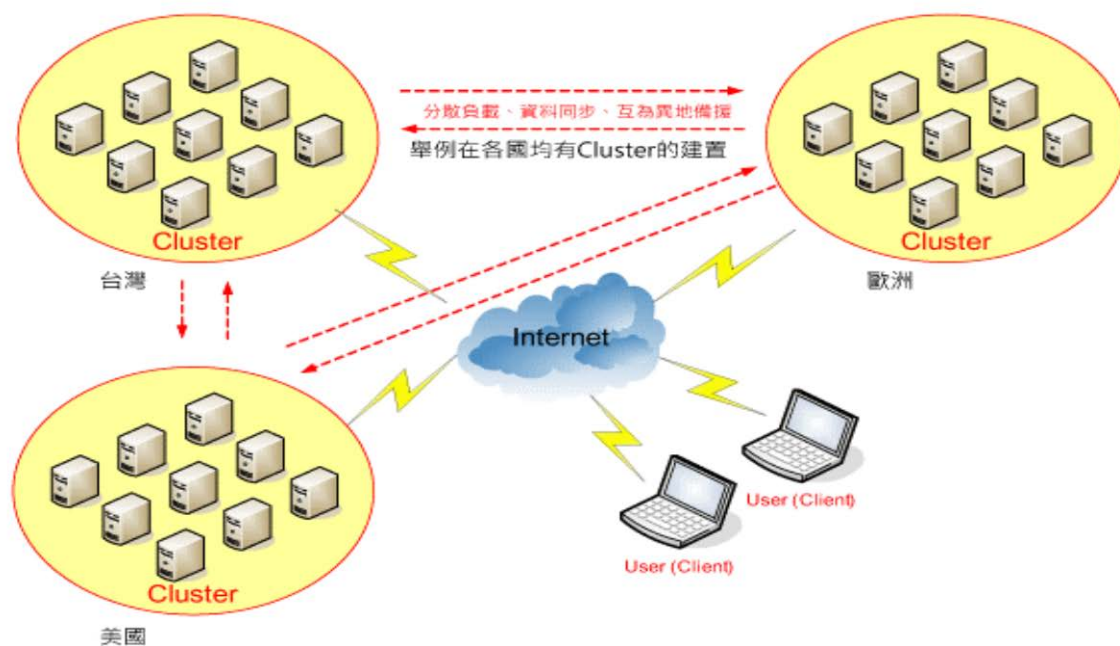 分散負載、資料同步、互為異地備援
舉例在各國均有Cluster的建置
Cluster
Cluster
台灣
歐洲
Internet
User (Client)
User (Client)
Cluster
美國